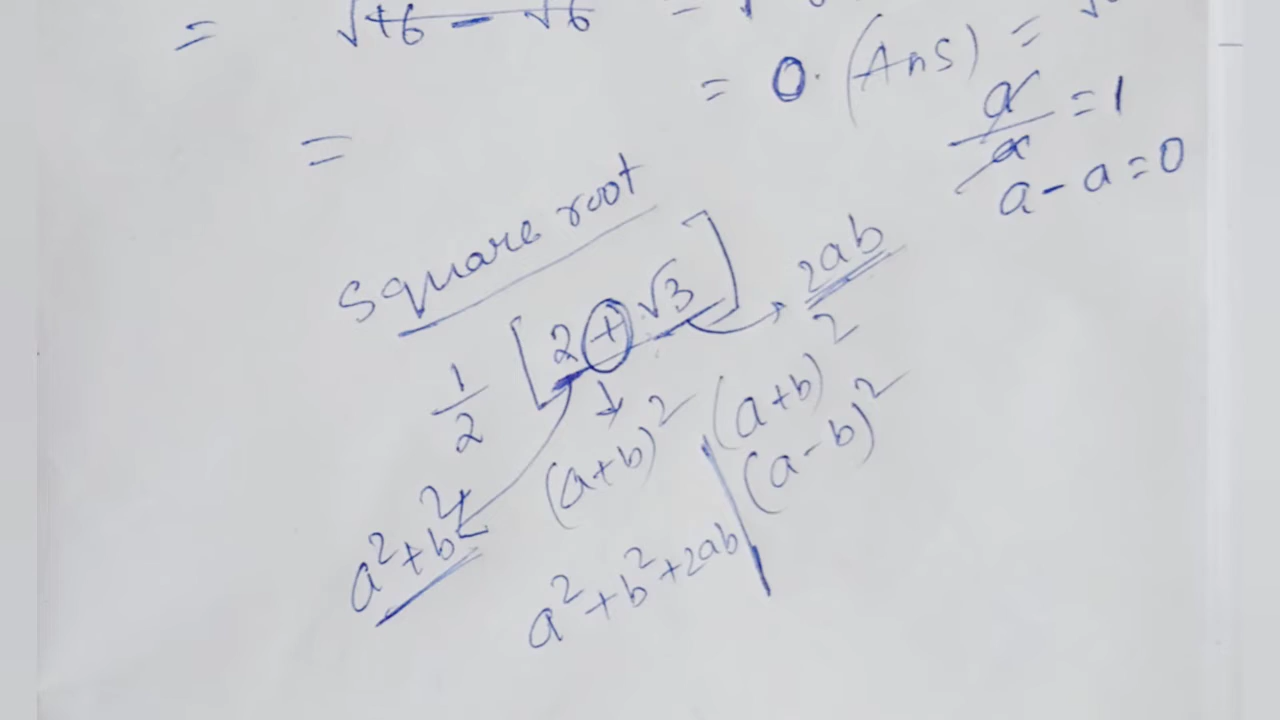 = √+6 - √6 = √
= 0. (Ans) = √
a/a = 1
a - a = 0
=
Square root
1/2 [2 + √3] 2ab
(a+b)² (a+b)²
(a-b)²
a²+b²+
a²+b²+2ab